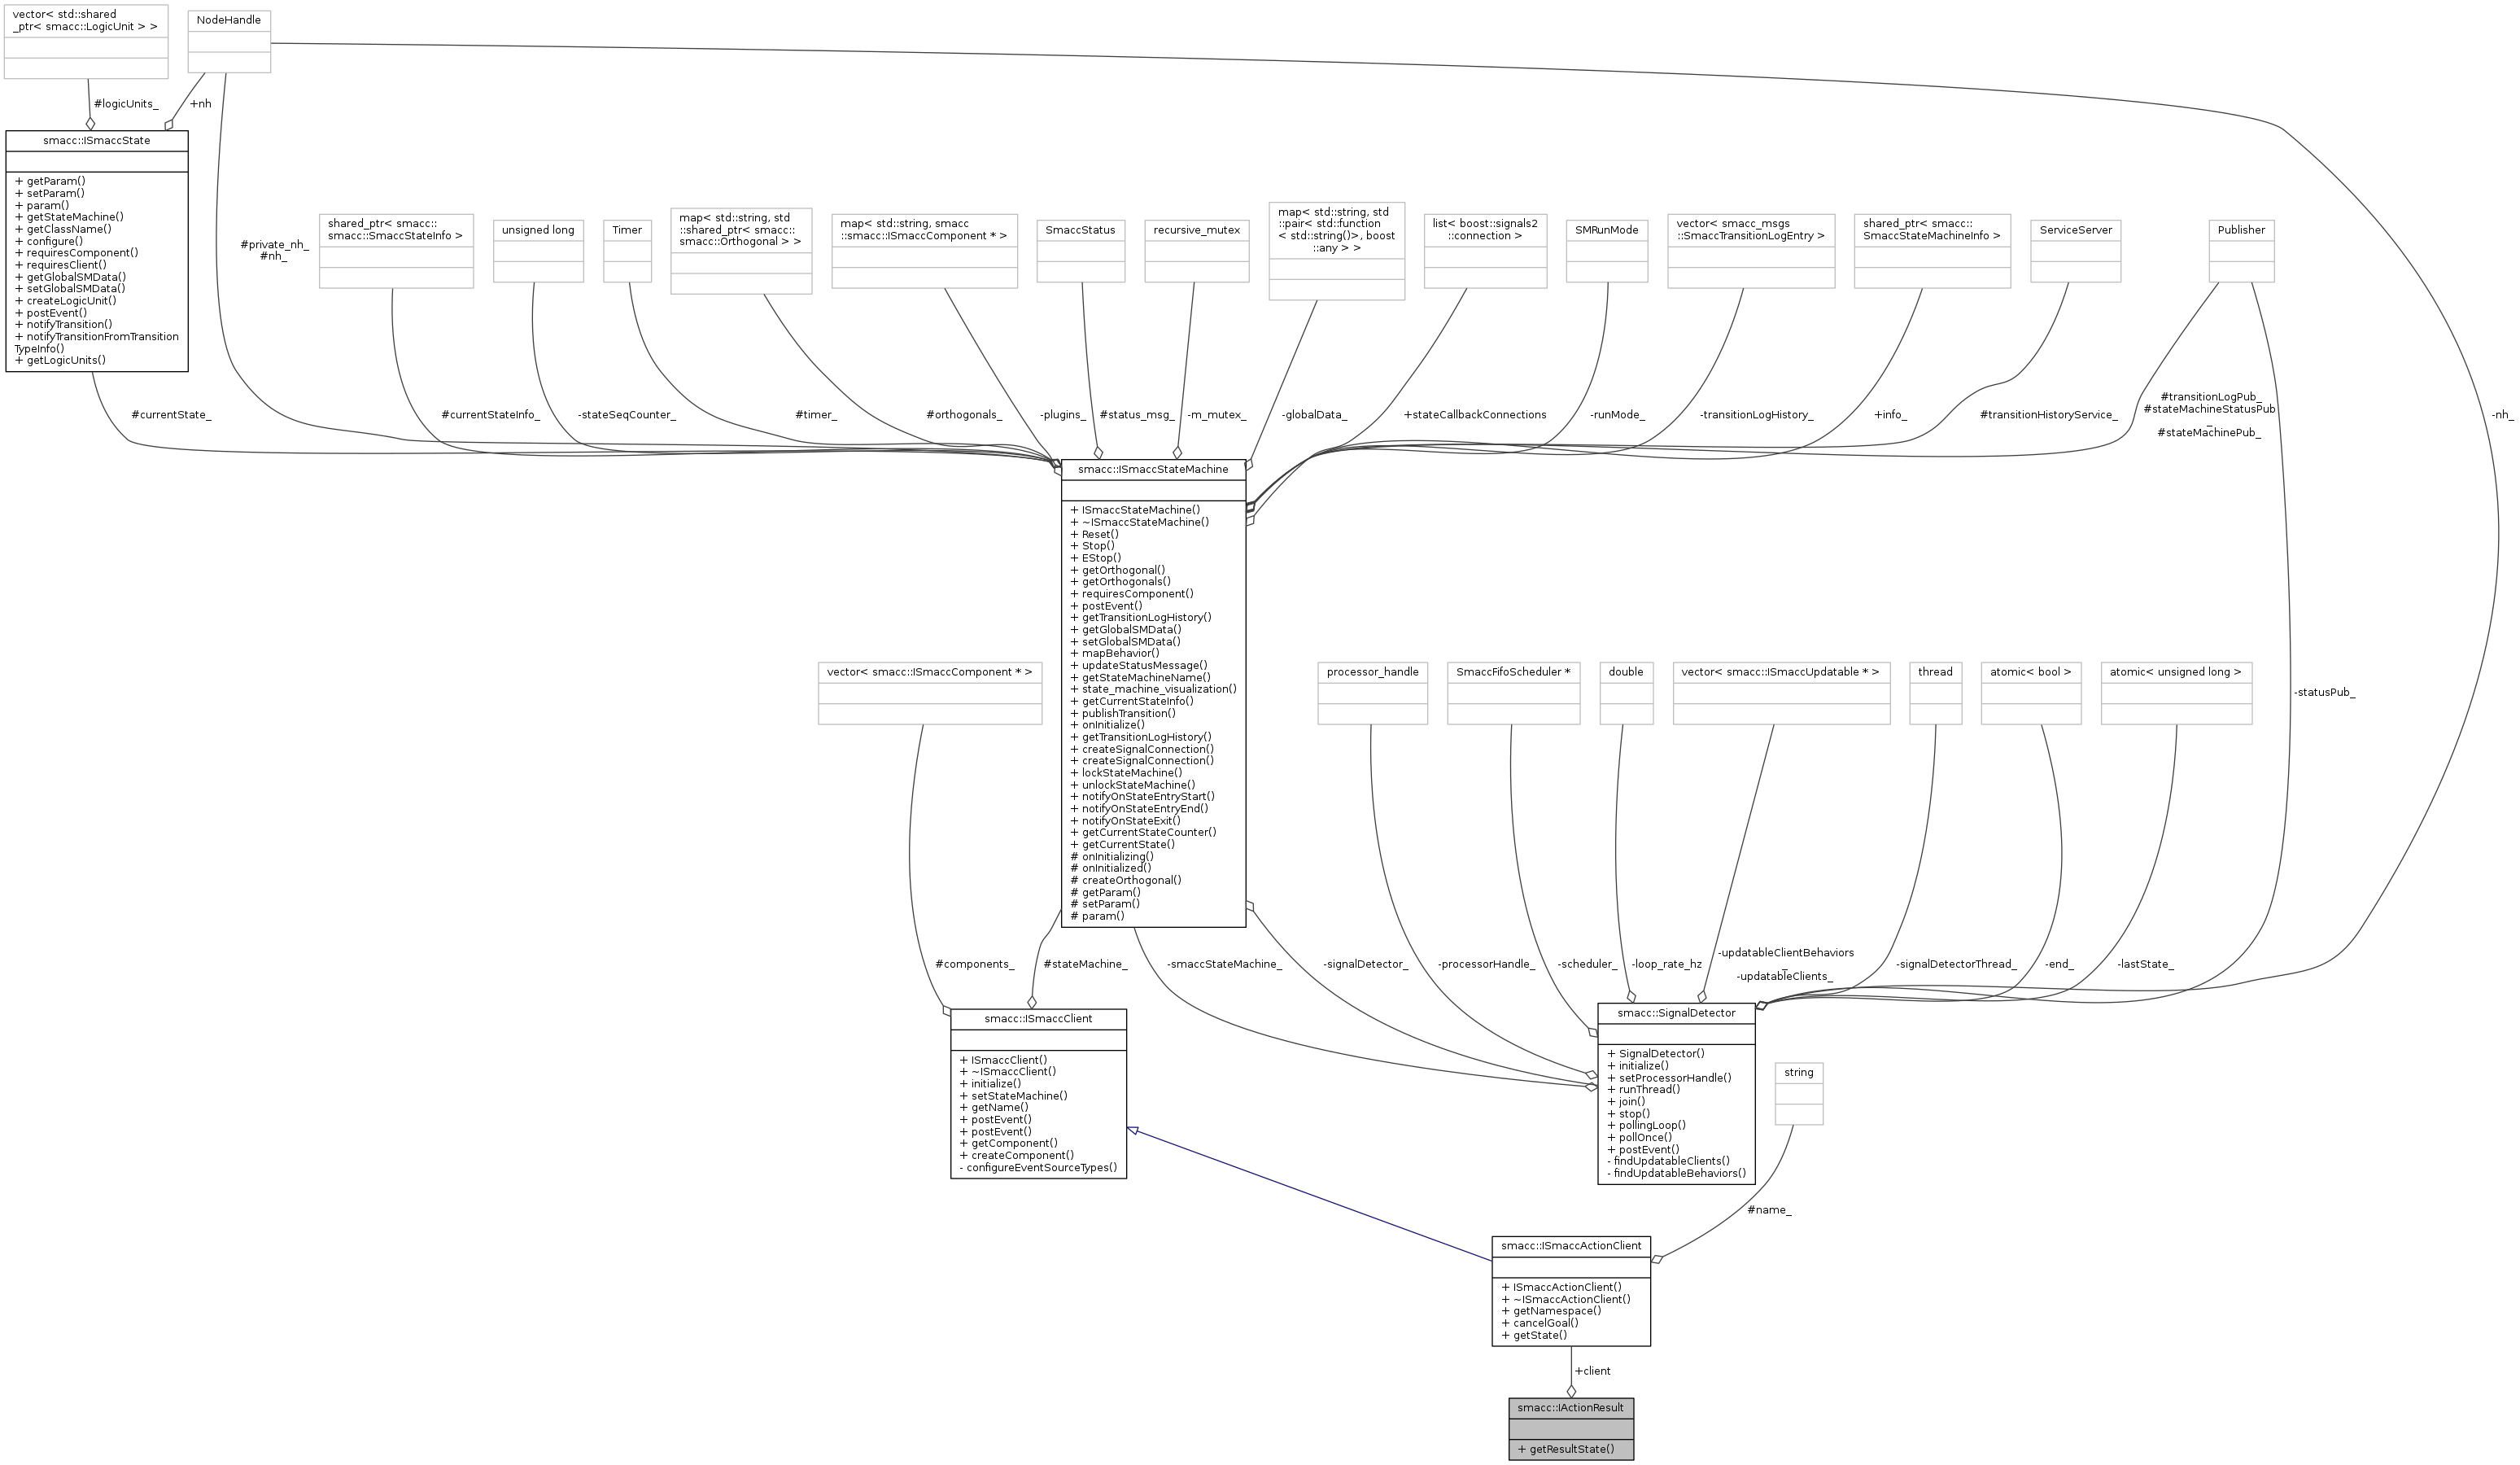 vector< std::shared
_ptr< smacc::LogicUnit > >
NodeHandle
#logicUnits_
+nh
smacc::ISmaccState
+ getParam()
+ setParam()
+ param()
+ getStateMachine()
+ getClassName()
+ configure()
+ requiresComponent()
+ requiresClient()
+ getGlobalSMData()
+ setGlobalSMData()
+ createLogicUnit()
+ postEvent()
+ notifyTransition()
+ notifyTransitionFromTransition
TypeInfo()
+ getLogicUnits()
#private_nh_
#nh_
shared_ptr< smacc::
smacc::SmaccStateInfo >
unsigned long
Timer
map< std::string, std
::shared_ptr< smacc::
smacc::Orthogonal > >
map< std::string, smacc
::smacc::ISmaccComponent * >
SmaccStatus
recursive_mutex
map< std::string, std
::pair< std::function
< std::string()>, boost
::any > >
list< boost::signals2
::connection >
SMRunMode
vector< smacc_msgs
::SmaccTransitionLogEntry >
shared_ptr< smacc::
SmaccStateMachineInfo >
ServiceServer
Publisher
#currentState_
#currentStateInfo_
-stateSeqCounter_
#timer_
#orthogonals_
-plugins_
#status_msg_
-m_mutex_
-globalData_
+stateCallbackConnections
-runMode_
-transitionLogHistory_
+info_
#transitionHistoryService_
#transitionLogPub_
#stateMachineStatusPub
_
#stateMachinePub_
-nh_
smacc::ISmaccStateMachine
+ ISmaccStateMachine()
+ ~ISmaccStateMachine()
+ Reset()
+ Stop()
+ EStop()
+ getOrthogonal()
+ getOrthogonals()
+ requiresComponent()
+ postEvent()
+ getTransitionLogHistory()
+ getGlobalSMData()
+ setGlobalSMData()
+ mapBehavior()
+ updateStatusMessage()
+ getStateMachineName()
+ state_machine_visualization()
+ getCurrentStateInfo()
+ publishTransition()
+ onInitialize()
+ getTransitionLogHistory()
+ createSignalConnection()
+ createSignalConnection()
+ lockStateMachine()
+ unlockStateMachine()
+ notifyOnStateEntryStart()
+ notifyOnStateEntryEnd()
+ notifyOnStateExit()
+ getCurrentStateCounter()
+ getCurrentState()
# onInitializing()
# onInitialized()
# createOrthogonal()
# getParam()
# setParam()
# param()
vector< smacc::ISmaccComponent * >
processor_handle
SmaccFifoScheduler *
double
vector< smacc::ISmaccUpdatable * >
thread
atomic< bool >
atomic< unsigned long >
-statusPub_
#components_
#stateMachine_
-smaccStateMachine_
-signalDetector_
-processorHandle_
-scheduler_
-loop_rate_hz
-updatableClientBehaviors
_
-updatableClients_
-signalDetectorThread_
-end_
-lastState_
smacc::ISmaccClient
+ ISmaccClient()
+ ~ISmaccClient()
+ initialize()
+ setStateMachine()
+ getName()
+ postEvent()
+ postEvent()
+ getComponent()
+ createComponent()
- configureEventSourceTypes()
smacc::SignalDetector
+ SignalDetector()
+ initialize()
+ setProcessorHandle()
+ runThread()
+ join()
+ stop()
+ pollingLoop()
+ pollOnce()
+ postEvent()
- findUpdatableClients()
- findUpdatableBehaviors()
string
#name_
smacc::ISmaccActionClient
+ ISmaccActionClient()
+ ~ISmaccActionClient()
+ getNamespace()
+ cancelGoal()
+ getState()
+client
smacc::IActionResult
+ getResultState()